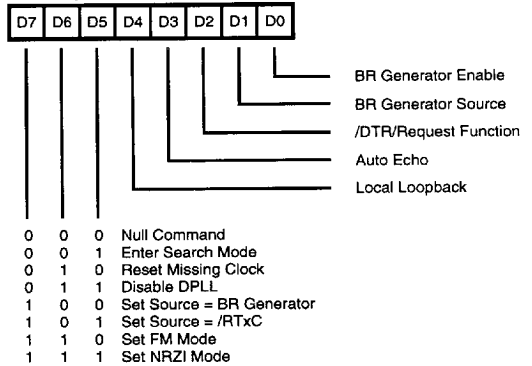 D7 D6 D5 D4 D3 D2 D1 D0
BR Generator Enable
BR Generator Source
/DTR/Request Function
Auto Echo
Local Loopback
0 0 0 Null Command
0 0 1 Enter Search Mode
0 1 0 Reset Missing Clock
0 1 1 Disable DPLL
1 0 0 Set Source = BR Generator
1 0 1 Set Source = /RTxC
1 1 0 Set FM Mode
1 1 1 Set NRZI Mode